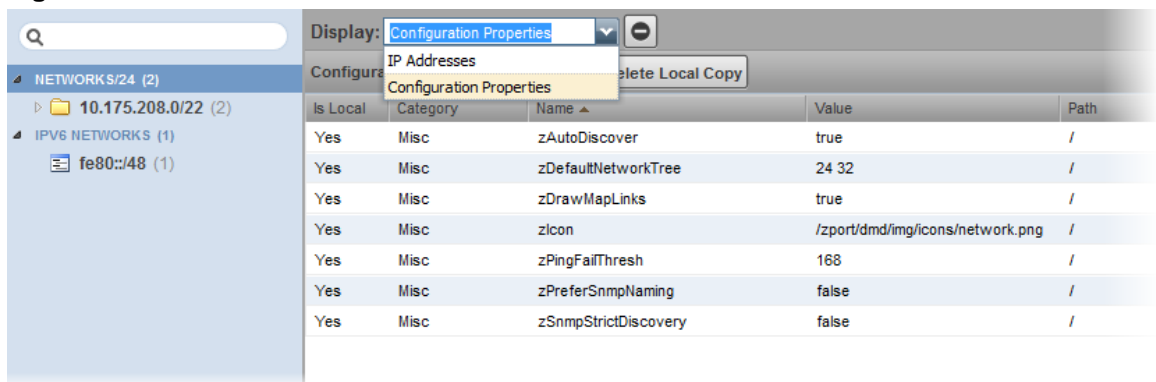 Display: Configuration Properties
IP Addresses
Configuration Properties
Configura elete Local Copy
NETWORKS/24 (2)
10.175.208.0/22 (2)
IPV6 NETWORKS (1)
fe80::/48 (1)
Is Local Category Name Value Path
Yes Misc zAutoDiscover true /
Yes Misc zDefaultNetworkTree 24 32 /
Yes Misc zDrawMapLinks true /
Yes Misc zIcon /zport/dmd/img/icons/network.png /
Yes Misc zPingFailThresh 168 /
Yes Misc zPreferSnmpNaming false /
Yes Misc zSnmpStrictDiscovery false /